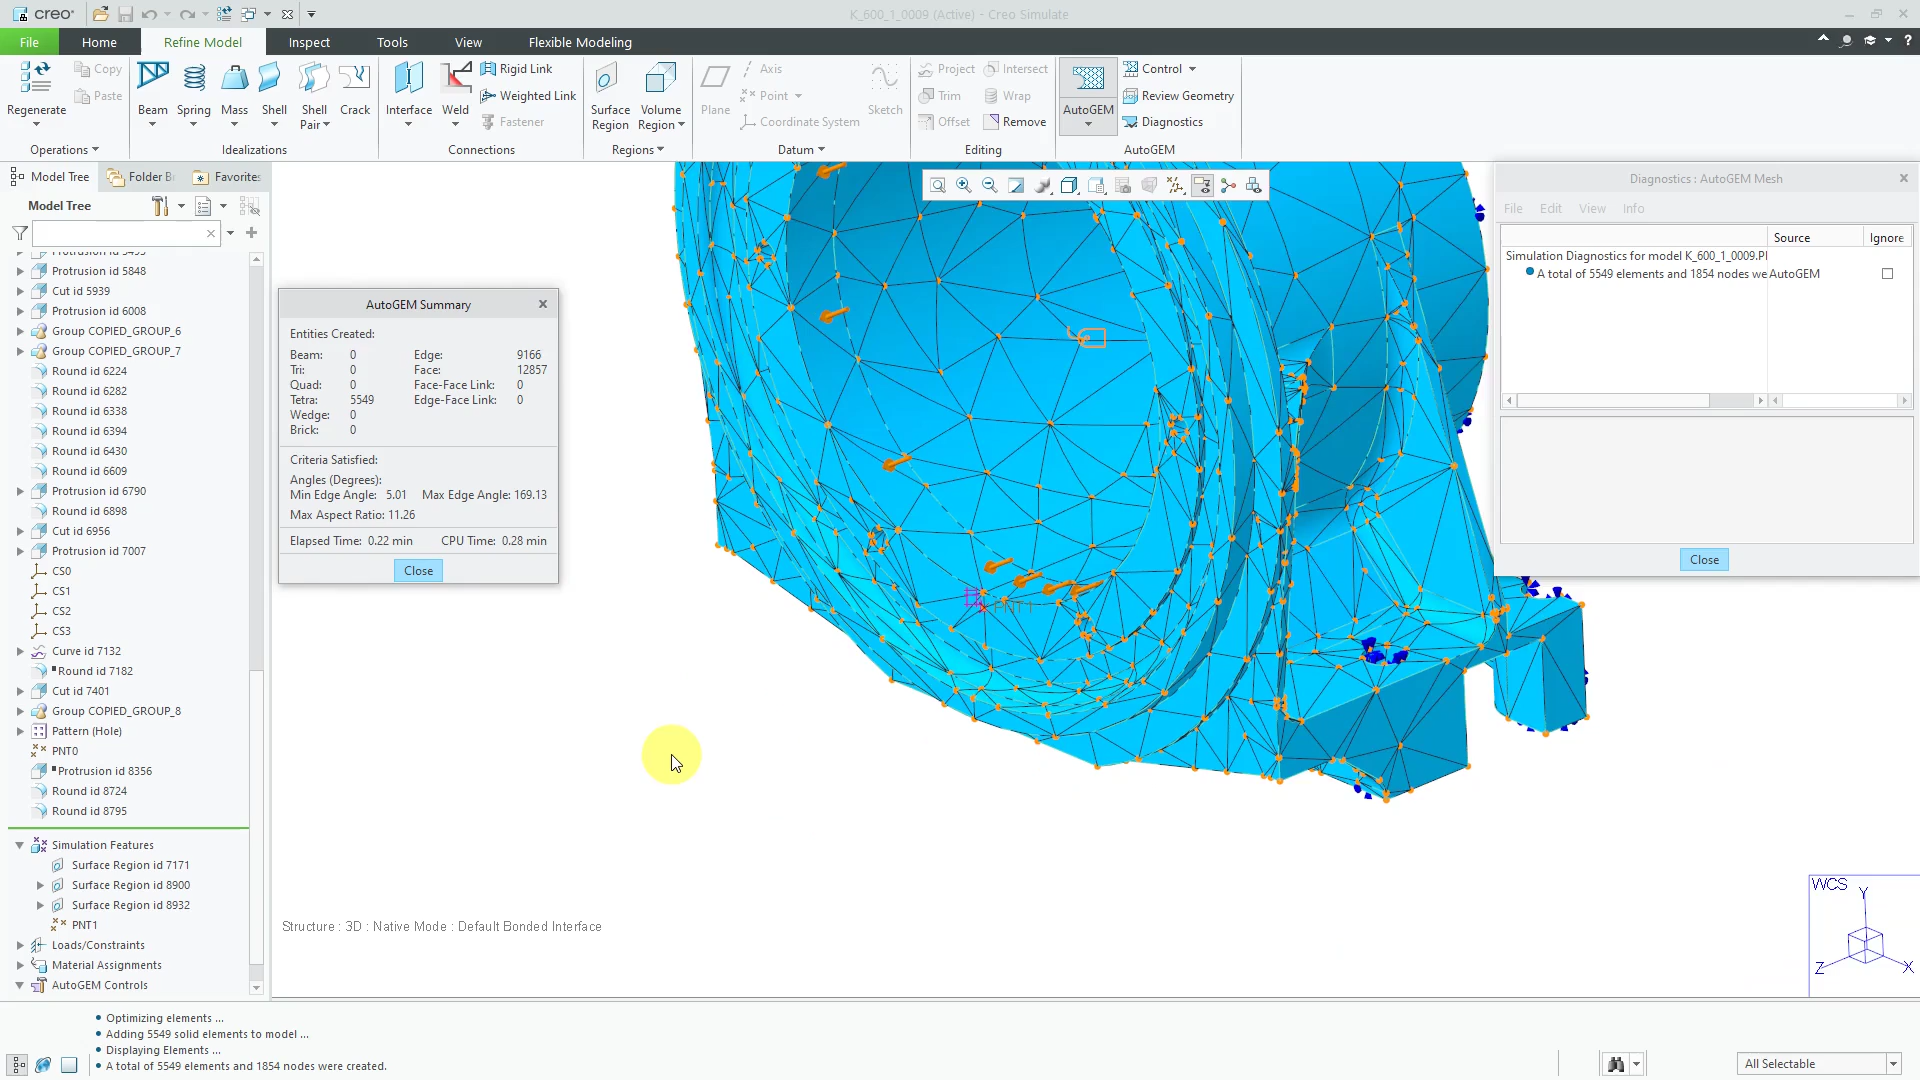 creo
K_600_1_0009 (Active) - Creo Simulate
File
Home
Refine Model
Inspect
Tools
View
Flexible Modeling
Regenerate
Copy
Paste
Operations
Beam
Spring
Mass
Shell
Shell Pair
Crack
Idealizations
Interface
Weld
Rigid Link
Weighted Link
Fastener
Connections
Surface Region
Volume Region
Regions
Plane
Axis
Point
Coordinate System
Sketch
Datum
Project
Intersect
Trim
Wrap
Offset
Remove
Editing
AutoGEM
Control
Review Geometry
Diagnostics
AutoGEM
Model Tree
Folder Br
Favorites
Model Tree
Protrusion 5495
Protrusion 5848
Cut id 5939
Protrusion id 6008
Group COPIED_GROUP_6
Group COPIED_GROUP_7
Round id 6224
Round id 6282
Round id 6338
Round id 6394
Round id 6430
Round id 6609
Protrusion id 6790
Round id 6898
Cut id 6956
Protrusion id 7007
CS0
CS1
CS2
CS3
Curve id 7132
Round id 7182
Cut id 7401
Group COPIED_GROUP_8
Pattern (Hole)
PNT0
Protrusion id 8356
Round id 8724
Round id 8795
Simulation Features
Surface Region id 7171
Surface Region id 8900
Surface Region id 8932
PNT1
Loads/Constraints
Material Assignments
AutoGEM Controls
AutoGEM Summary
Entities Created:
Beam: 0 Edge: 9166
Tri: 0 Face: 12857
Quad: 0 Face-Face Link: 0
Tetra: 5549 Edge-Face Link: 0
Wedge: 0
Brick: 0
Criteria Satisfied:
Angles (Degrees):
Min Edge Angle: 5.01 Max Edge Angle: 169.13
Max Aspect Ratio: 11.26
Elapsed Time: 0.22 min CPU Time: 0.28 min
Close
PNT1
Structure : 3D : Native Mode : Default Bonded Interface
Diagnostics : AutoGEM Mesh
File Edit View Info
Source Ignore
Simulation Diagnostics for model K_600_1_0009.P
A total of 5549 elements and 1854 nodes we AutoGEM
Close
WCS
Y
Z
X
Optimizing elements ...
Adding 5549 solid elements to model ...
Displaying Elements ...
A total of 5549 elements and 1854 nodes were created.
All Selectable